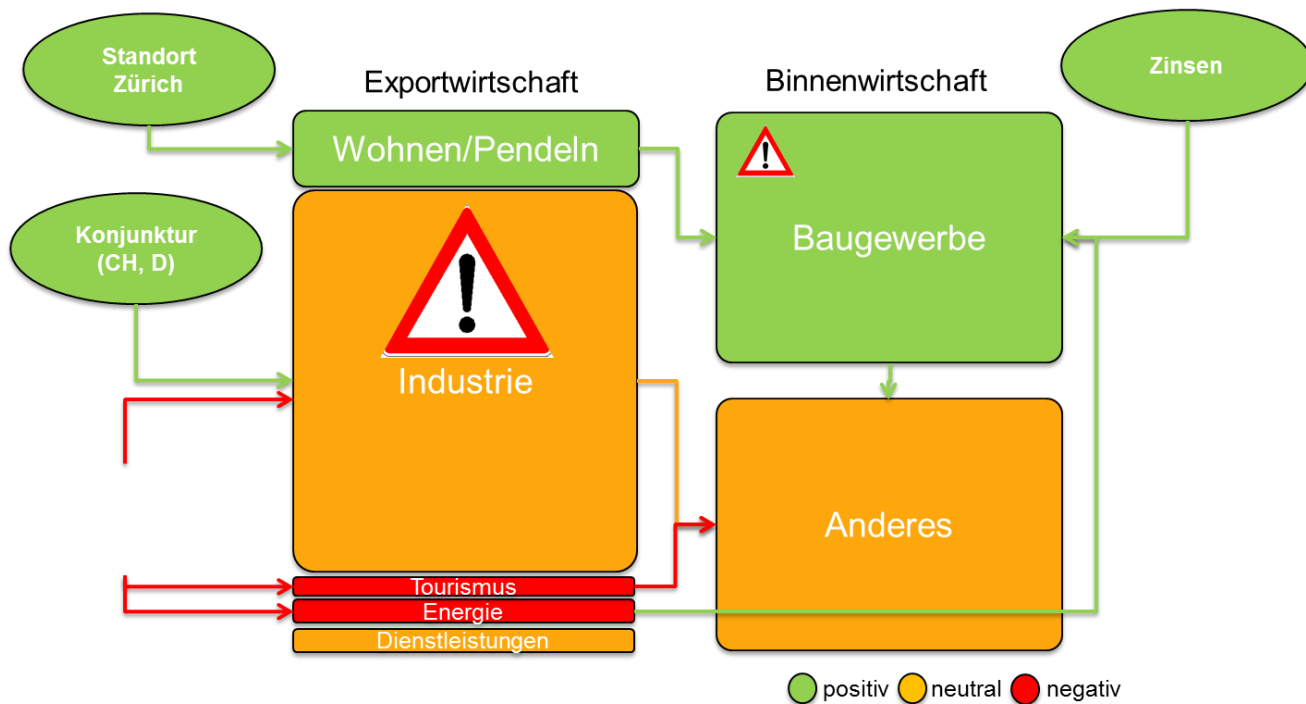 Standort
Zürich
Exportwirtschaft
Binnenwirtschaft
Zinsen
Wohnen/Pendeln
Konjunktur
(CH, D)
Baugewerbe
Industrie
Anderes
Tourismus
Energie
Dienstleistungen
positiv
neutral
negativ